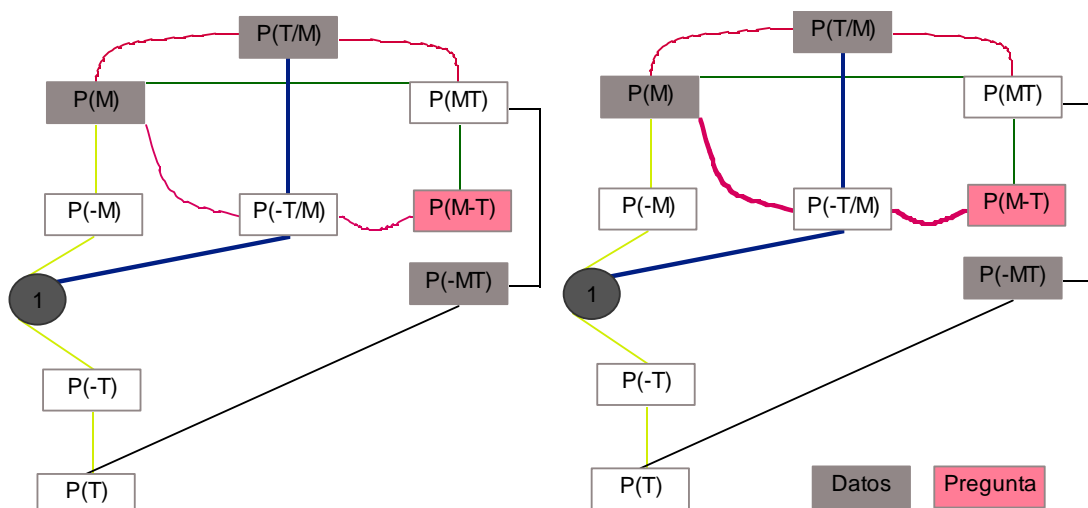 P(T/M)
P(M)
P(MT)
P(-M)
P(-T/M)
P(M-T)
1
P(-MT)
P(-T)
P(T)
P(T/M)
P(M)
P(MT)
P(-M)
P(-T/M)
P(M-T)
1
P(-MT)
P(-T)
P(T)
Datos
Pregunta